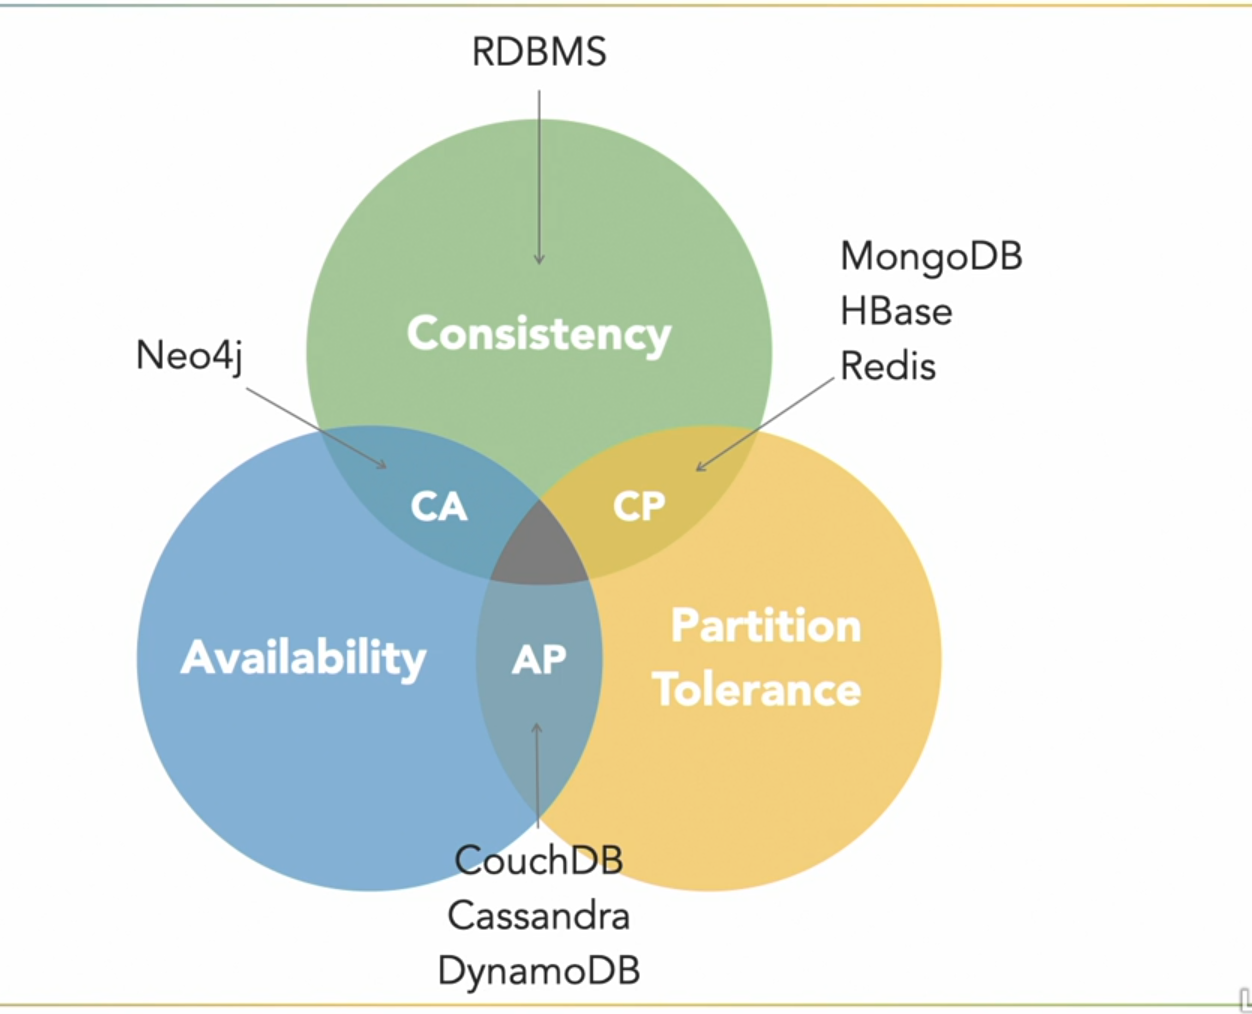 RDBMS
MongoDB
HBase
Redis
Consistency
Neo4j
CA
CP
AP
Availability
Partition
Tolerance
CouchDB
Cassandra
DynamoDB